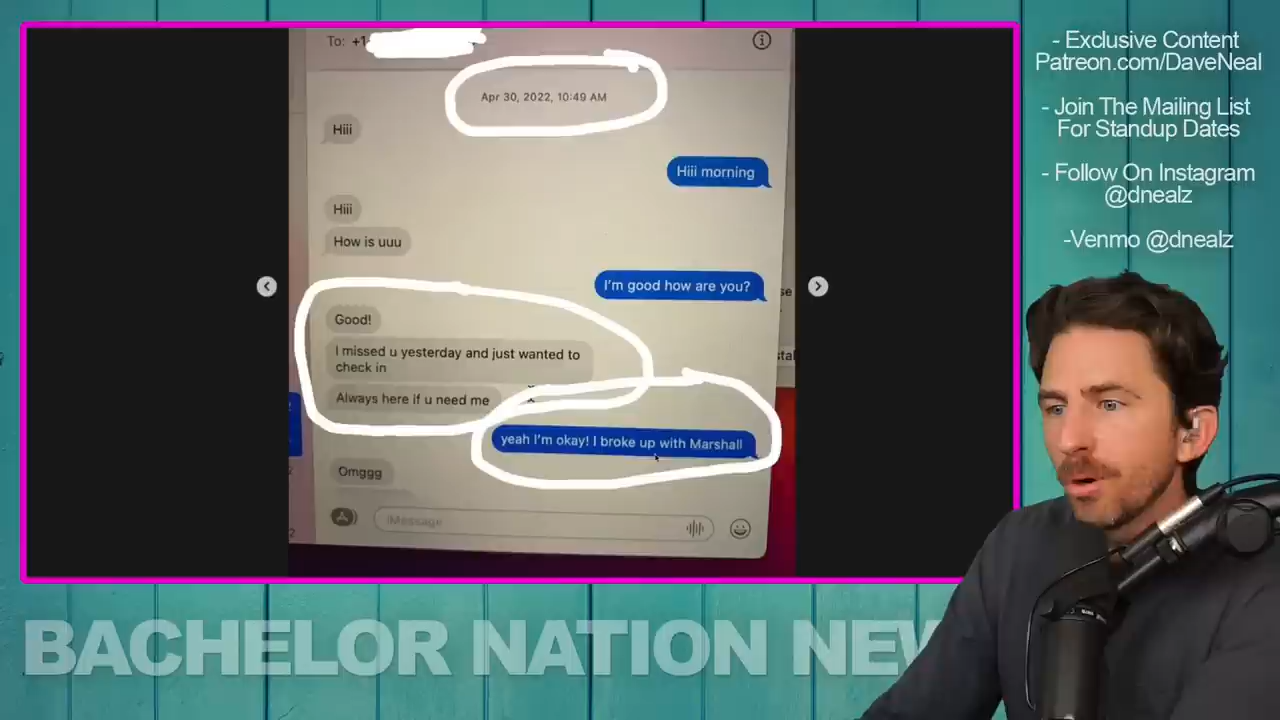 To: +1
Apr 30, 2022, 10:49 AM
Hiii
Hiii morning
Hiii
How is uuu
I'm good how are you?
Good!
I missed u yesterday and just wanted to
check in
Always here if u need me
yeah I'm okay! I broke up with Marshall
Omggg
iMessage
- Exclusive Content
Patreon.com/DaveNeal
- Join The Mailing List
For Standup Dates
- Follow On Instagram
@dnealz
-Venmo @dnealz
BACHELOR NATION NEW